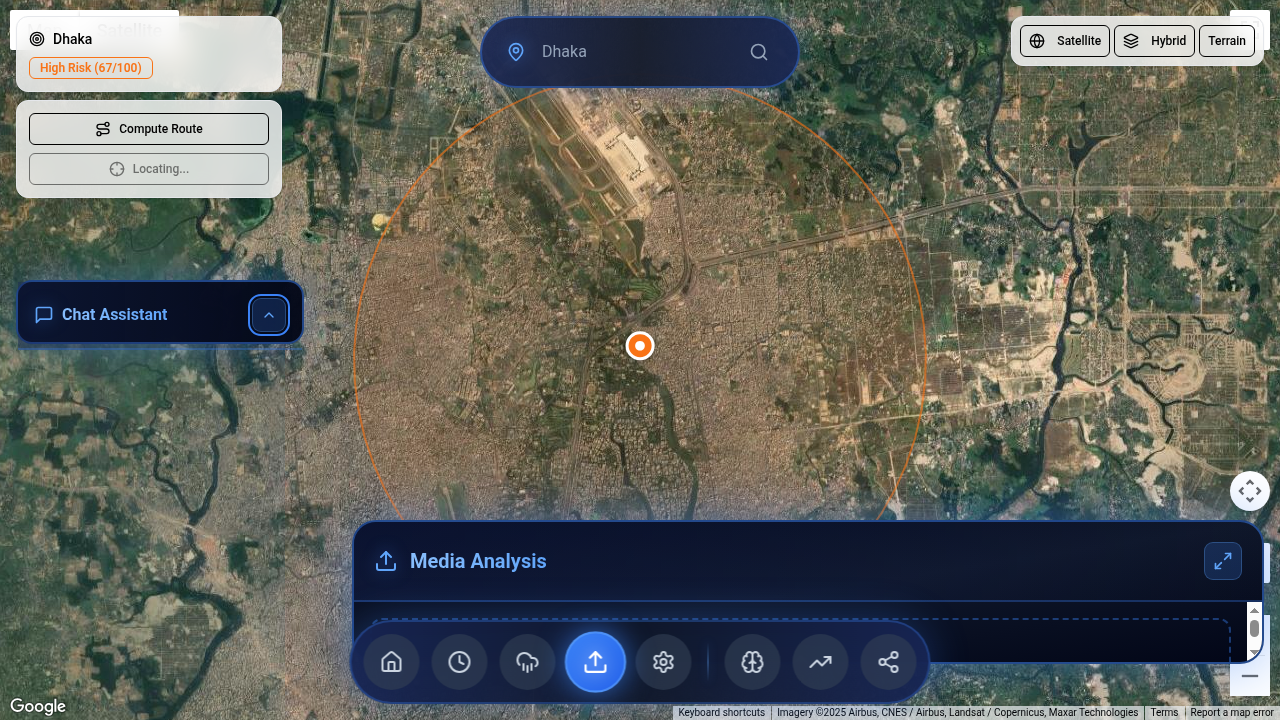 Satellite
Dhaka
High Risk (67/100)
Compute Route
Locating...
Dhaka
Satellite
Hybrid
Terrain
Chat Assistant
Media Analysis
Google
Keyboard shortcuts
Imagery ©2025 Airbus, CNES / Airbus, Landsat / Copernicus, Maxar Technologies
Terms
Report a map error